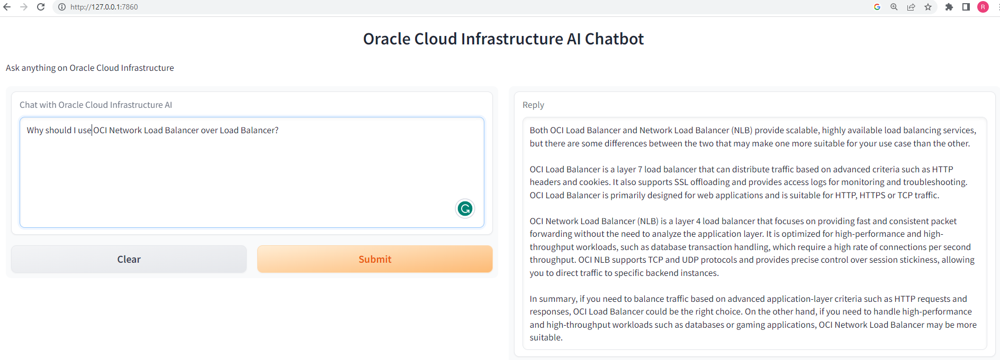 http://127.0.0.1:7860
R
Oracle Cloud Infrastructure AI Chatbot
Ask anything on Oracle Cloud Infrastructure
Chat with Oracle Cloud Infrastructure AI
Why should I use OCI Network Load Balancer over Load Balancer?
Clear
Submit
Reply
Both OCI Load Balancer and Network Load Balancer (NLB) provide scalable, highly available load balancing services,
but there are some differences between the two that may make one more suitable for your use case than the other.
OCI Load Balancer is a layer 7 load balancer that can distribute traffic based on advanced criteria such as HTTP
headers and cookies. It also supports SSL offloading and provides access logs for monitoring and troubleshooting.
OCI Load Balancer is primarily designed for web applications and is suitable for HTTP, HTTPS or TCP traffic.
OCI Network Load Balancer (NLB) is a layer 4 load balancer that focuses on providing fast and consistent packet
forwarding without the need to analyze the application layer. It is optimized for high-performance and high-
throughput workloads, such as database transaction handling, which require a high rate of connections per second
throughput. OCI NLB supports TCP and UDP protocols and provides precise control over session stickiness, allowing
you to direct traffic to specific backend instances.
In summary, if you need to balance traffic based on advanced application-layer criteria such as HTTP requests and
responses, OCI Load Balancer could be the right choice. On the other hand, if you need to handle high-performance
and high-throughput workloads such as databases or gaming applications, OCI Network Load Balancer may be more
suitable.